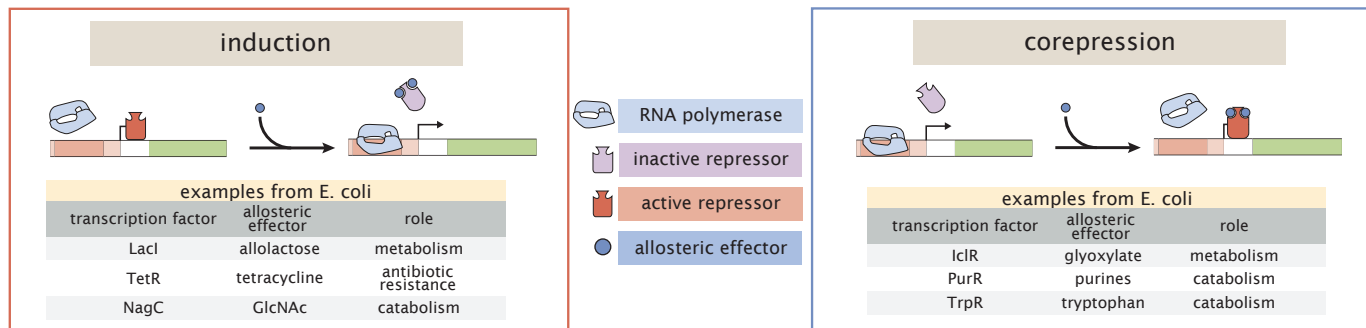 induction
examples from E. coli
transcription factor allosteric effector role
LacI allolactose metabolism
TetR tetracycline antibiotic resistance
NagC GlcNAc catabolism
RNA polymerase
inactive repressor
active repressor
allosteric effector
corepression
examples from E. coli
transcription factor allosteric effector role
IclR glyoxylate metabolism
PurR purines catabolism
TrpR tryptophan catabolism